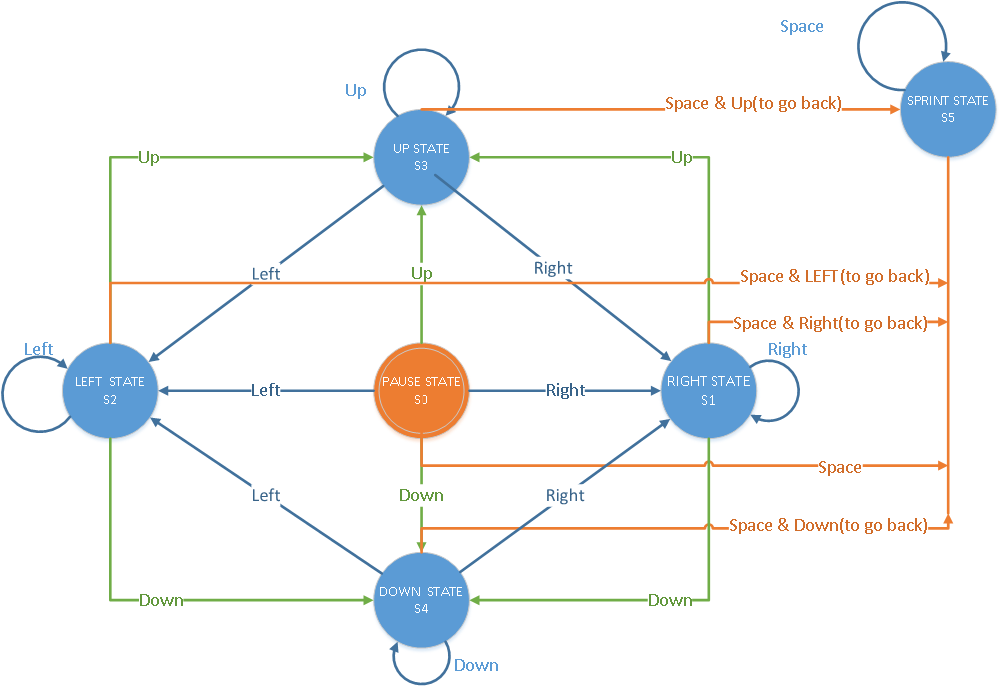 Space
SPRINT STATE
S5
Up
Space & Up(to go back)
UP STATE
S3
Up
Up
Up
Left
Right
Space & LEFT(to go back)
Space & Right(to go back)
Left
Right
LEFT STATE
S2
Left
PAUSE STATE
S0
Right
RIGHT STATE
S1
Space
Left
Down
Right
Space & Down(to go back)
DOWN STATE
S4
Down
Down
Down